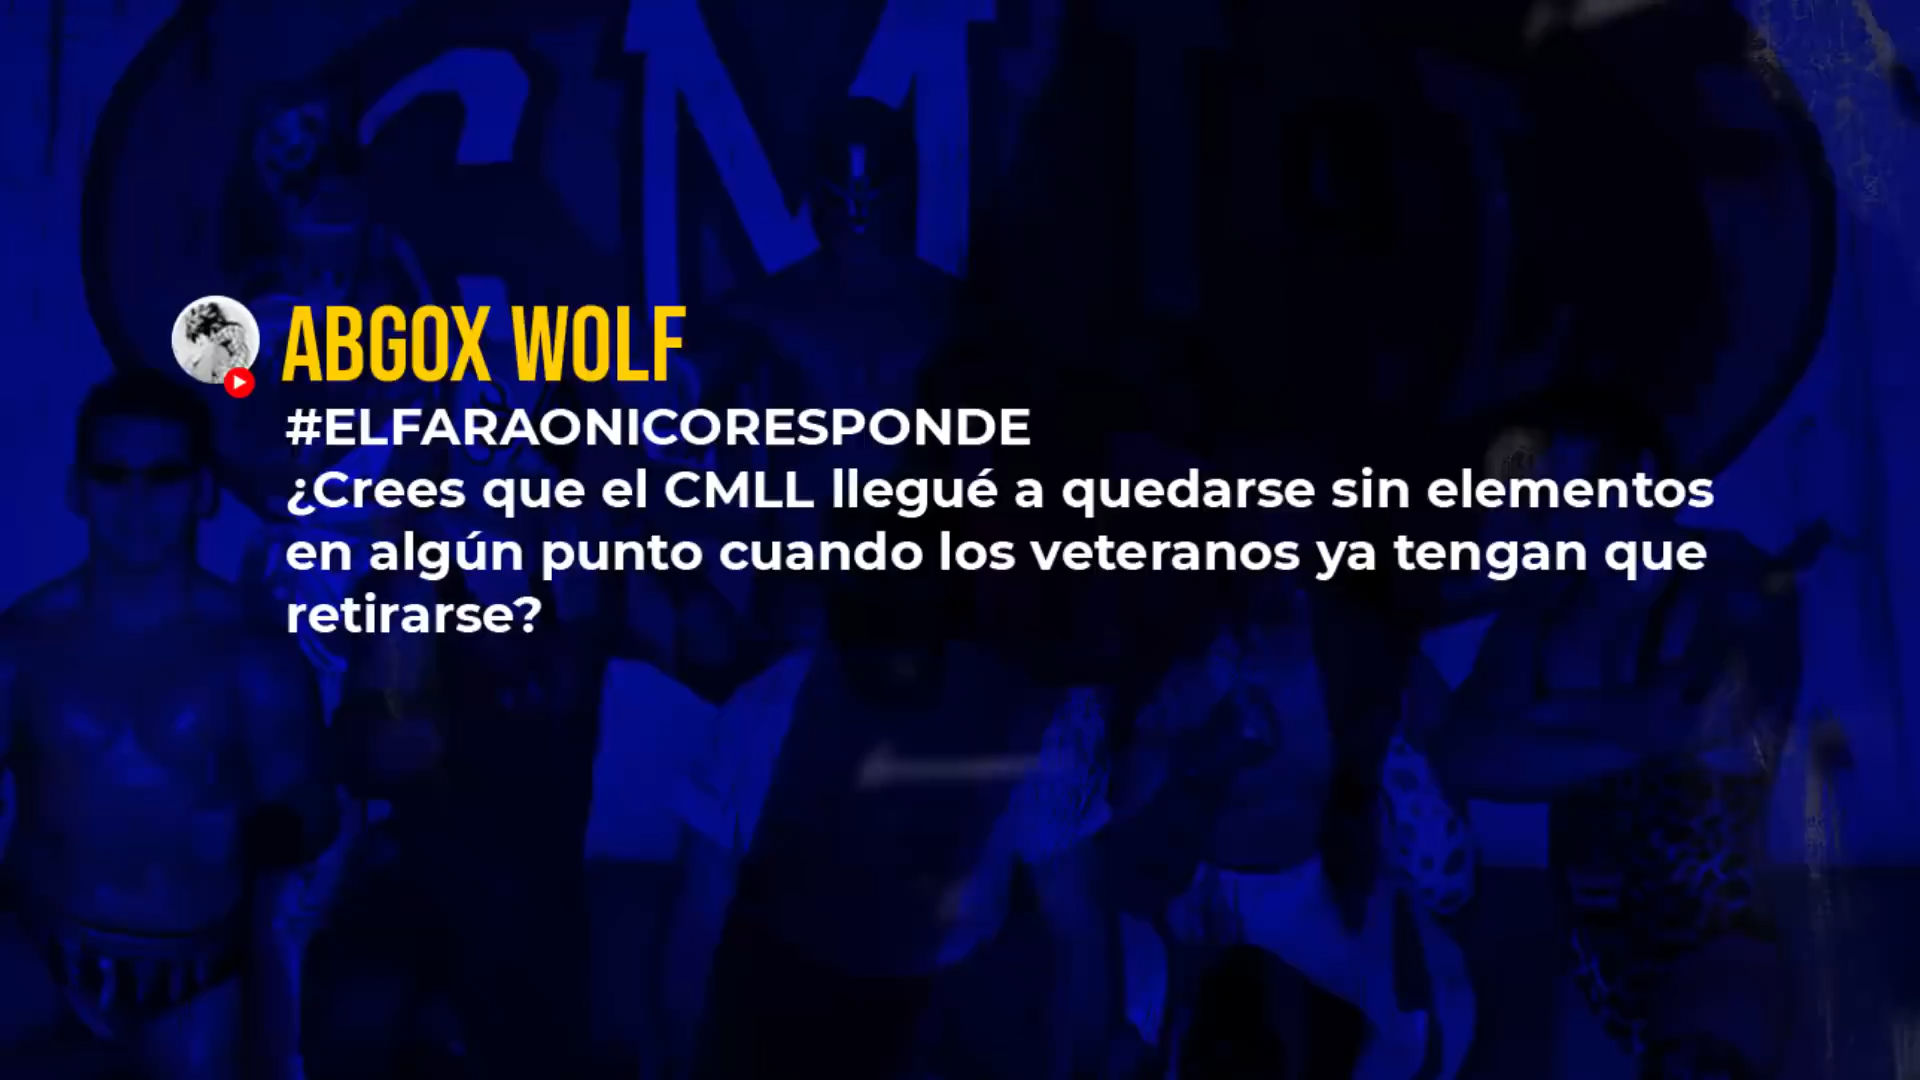 CML
ABGOX WOLF
#ELFARAONICORESPONDE
¿Crees que el CMLL llegué a quedarse sin elementos
en algún punto cuando los veteranos ya tengan que
retirarse?